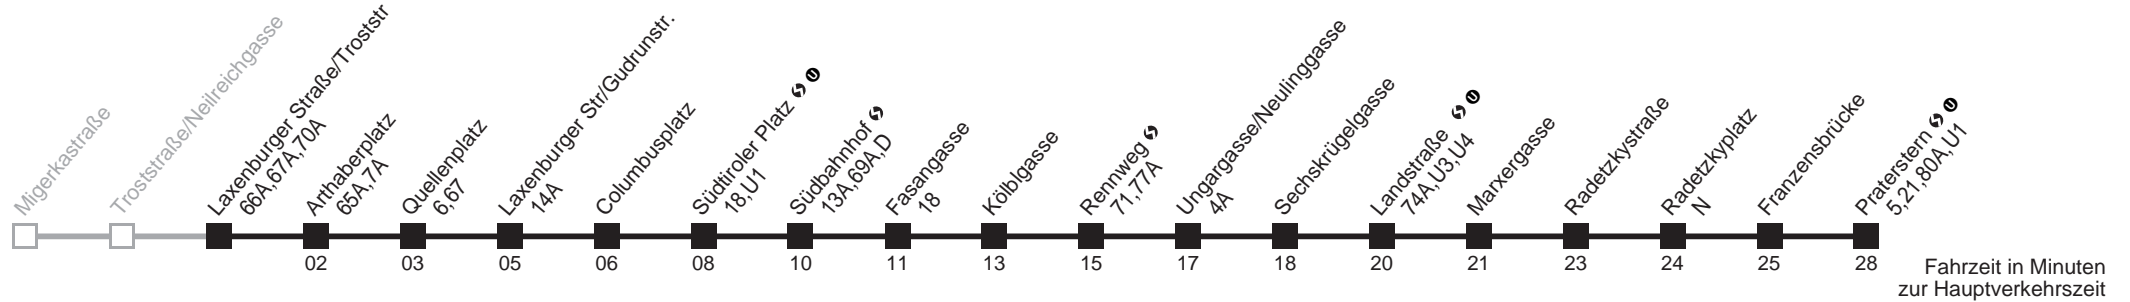 Migerkastraße
Troststraße/Neilreichgasse
Laxenburger Straße/Troststr
66A,67A,70A
Arthaberplatz
65A,7A
Quellenplatz
6,67
Laxenburger Str/Gudrunstr.
14A
Columbusplatz
Südtiroler Platz S U
18,U1
Südbahnhof S
13A,69A,D
Fasangasse
18
Kölblgasse
Rennweg S
71,77A
Ungargasse/Neulinggasse
4A
Sechskrügelgasse
Landstraße S U
74A,U3,U4
Marxergasse
Radetzkystraße
Radetzkyplatz
N
Franzensbrücke
Praterstern S U
5,21,80A,U1
02 03 05 06 08 10 11 13 15 17 18 20 21 23 24 25 28
Fahrzeit in Minuten
zur Hauptverkehrszeit